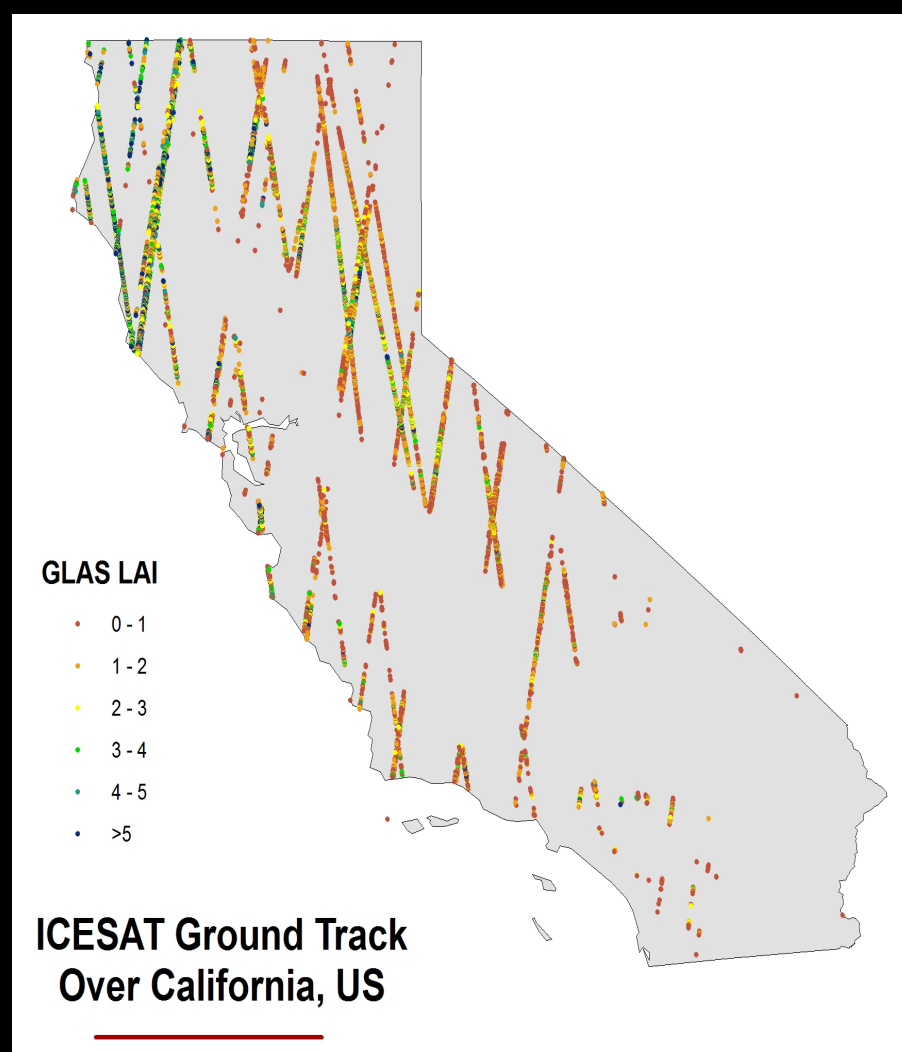 GLAS LAI
0 - 1
1 - 2
2 - 3
3 - 4
4 - 5
>5
ICESAT Ground Track
Over California, US